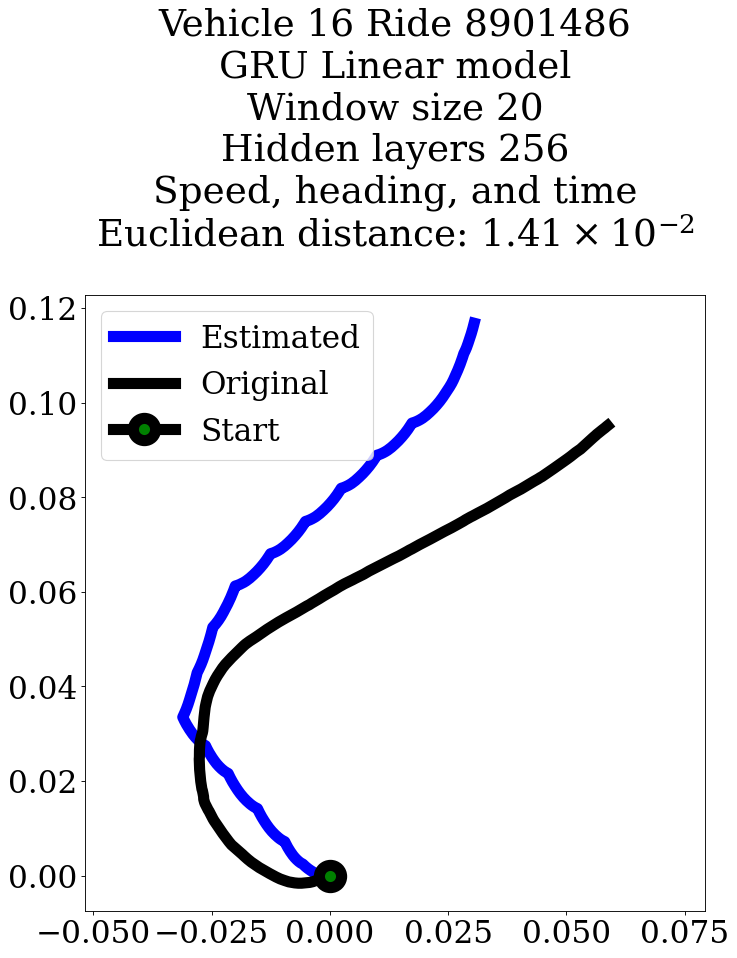 Vehicle 16 Ride 8901486
GRU Linear model
Window size 20
Hidden layers 256
Speed, heading, and time
Euclidean distance: 1.41 × 10⁻²
0.12
0.10
0.08
0.06
0.04
0.02
0.00
Estimated
Original
Start
−0.050 −0.025 0.000 0.025 0.050 0.075